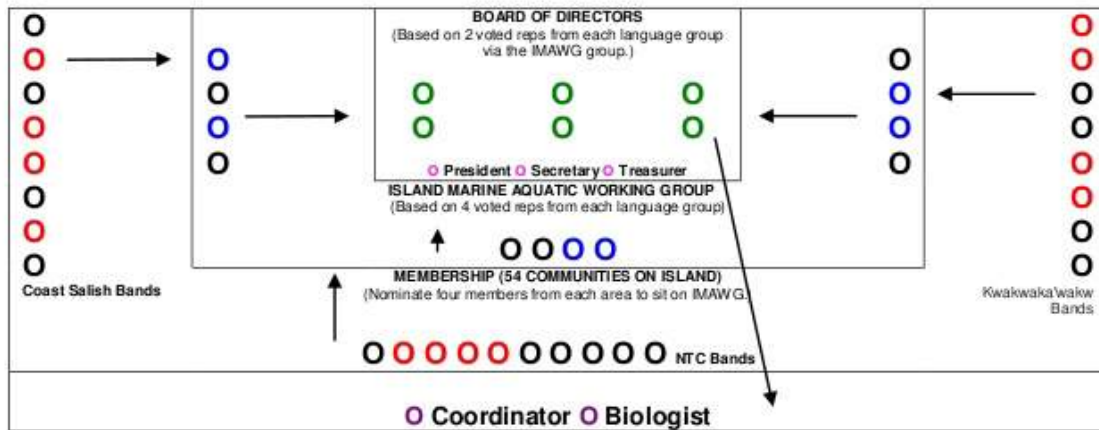 BOARD OF DIRECTORS
(Based on 2 voted reps from each language group
via the IMAWG group.)
O
O
O
O
O
O
O
O
O
O
O
O
O O O
O O O
O
O
O
O
O
O
O
O
O
O
O
O
O President O Secretary O Treasurer
ISLAND MARINE AQUATIC WORKING GROUP
(Based on 4 voted reps from each language group)
O O O O
MEMBERSHIP (54 COMMUNITIES ON ISLAND)
(Nominate four members from each area to sit on IMAWG.)
Coast Salish Bands
Kwakwaka'wakw
Bands
O O O O O O O O O O NTC Bands
O Coordinator O Biologist